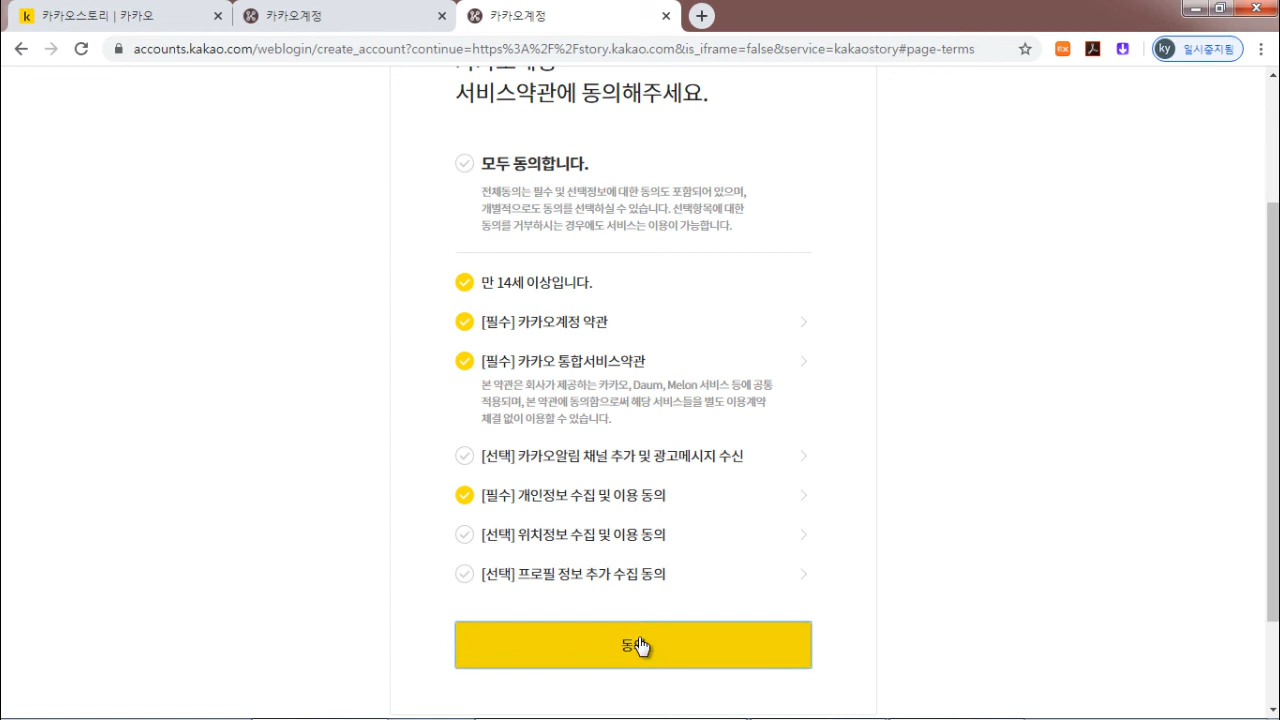 카카오스토리 | 카카오
카카오계정
카카오계정
accounts.kakao.com/weblogin/create_account?continue=https%3A%2F%2Fstory.kakao.com&is_iframe=false&service=kakaostory#page-terms
ky
일시중지됨
서비스약관에 동의해주세요.
모두 동의합니다.
전체동의는 필수 및 선택정보에 대한 동의도 포함되어 있으며,
개별적으로도 동의를 선택하실 수 있습니다. 선택항목에 대한
동의를 거부하시는 경우에도 서비스는 이용이 가능합니다.
만 14세 이상입니다.
[필수] 카카오계정 약관
[필수] 카카오 통합서비스약관
본 약관은 회사가 제공하는 카카오, Daum, Melon 서비스 등에 공통
적용되며, 본 약관에 동의함으로써 해당 서비스들을 별도 이용계약
체결 없이 이용할 수 있습니다.
[선택] 카카오알림 채널 추가 및 광고메시지 수신
[필수] 개인정보 수집 및 이용 동의
[선택] 위치정보 수집 및 이용 동의
[선택] 프로필 정보 추가 수집 동의